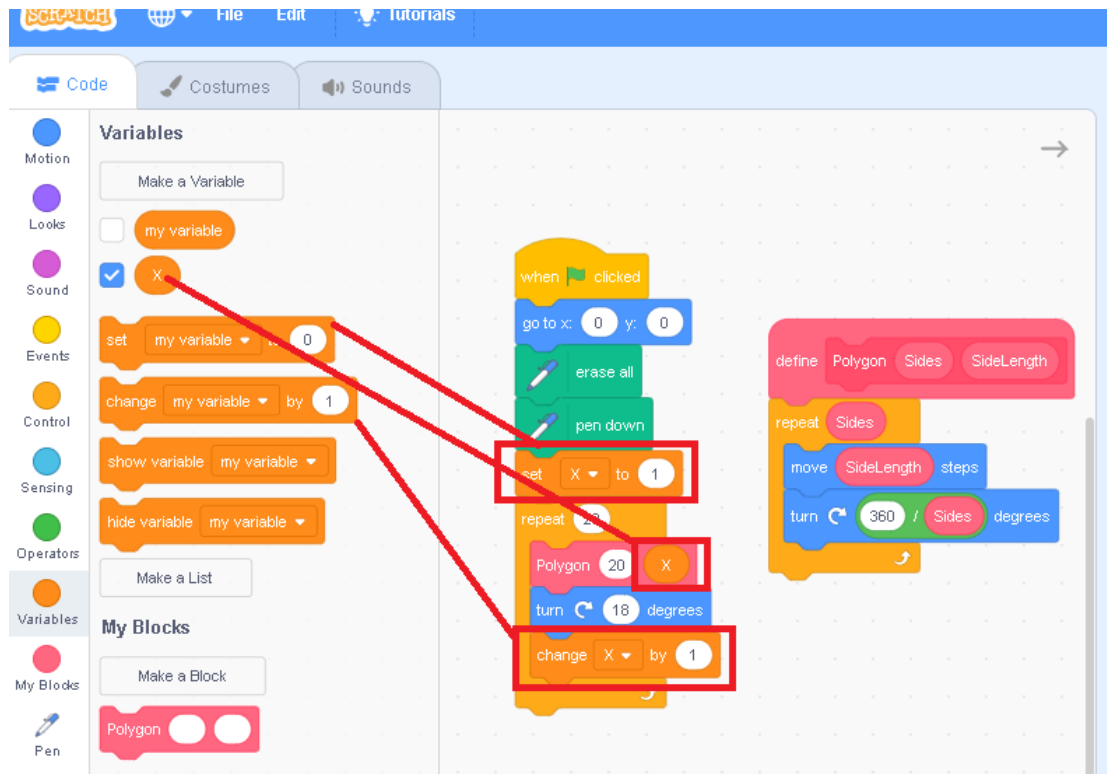 SCRATCH File Edit Tutorials
Code Costumes Sounds
Motion
Looks
Sound
Events
Control
Sensing
Operators
Variables
My Blocks
Pen
Variables
Make a Variable
my variable
X
set my variable to 0
change my variable by 1
show variable my variable
hide variable my variable
Make a List
My Blocks
Make a Block
Polygon
when clicked
go to x: 0 y: 0
erase all
pen down
set X to 1
repeat 20
Polygon 20 X
turn 18 degrees
change X by 1
define Polygon Sides SideLength
repeat Sides
move SideLength steps
turn 360 / Sides degrees